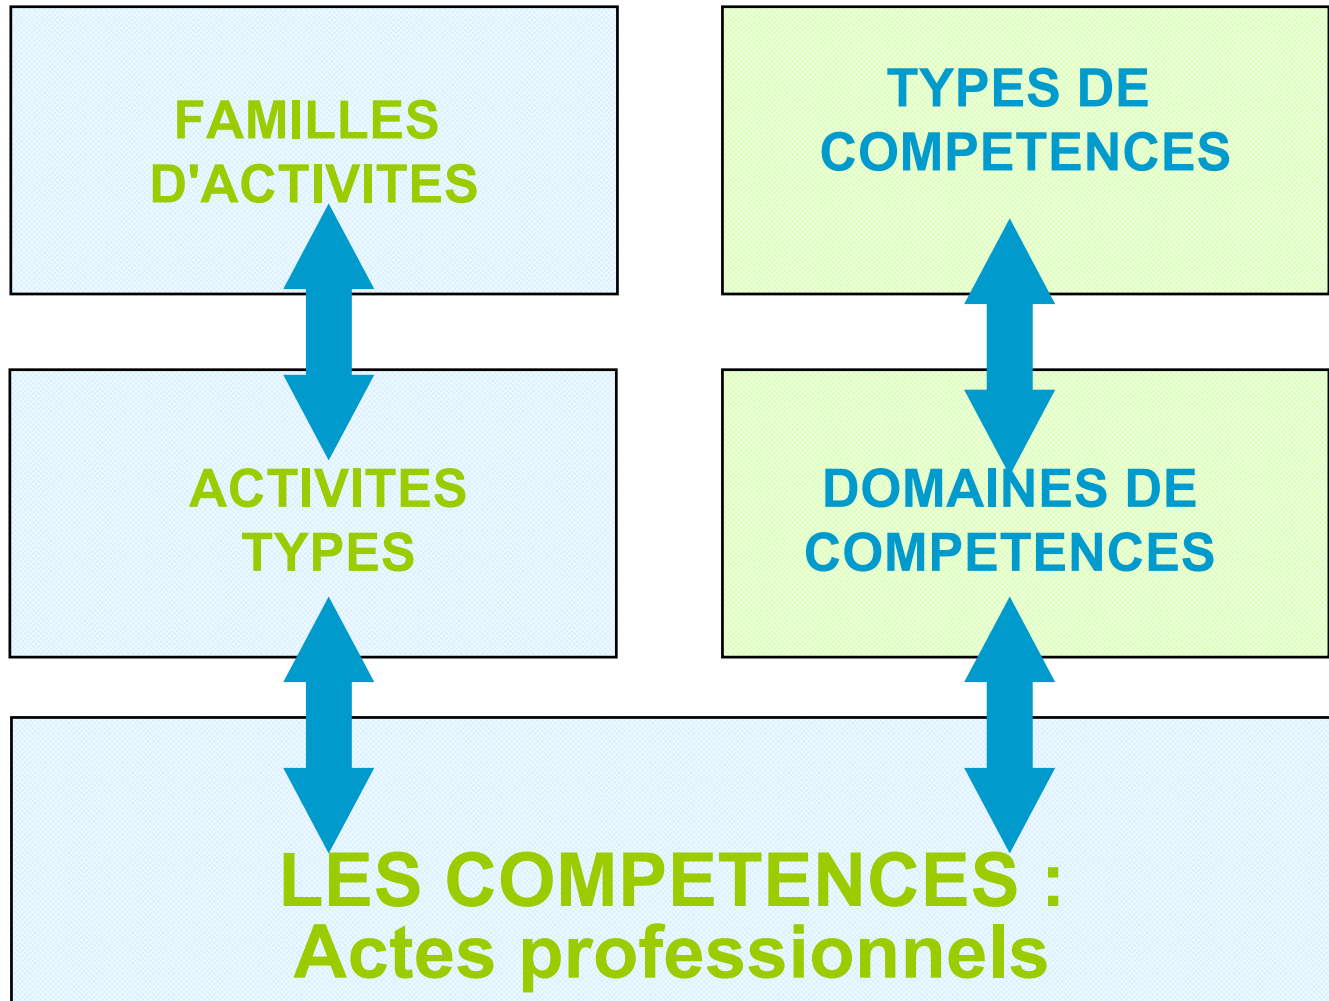 FAMILLES
D'ACTIVITES
TYPES DE
COMPETENCES
ACTIVITES
TYPES
DOMAINES DE
COMPETENCES
LES COMPETENCES :
Actes professionnels